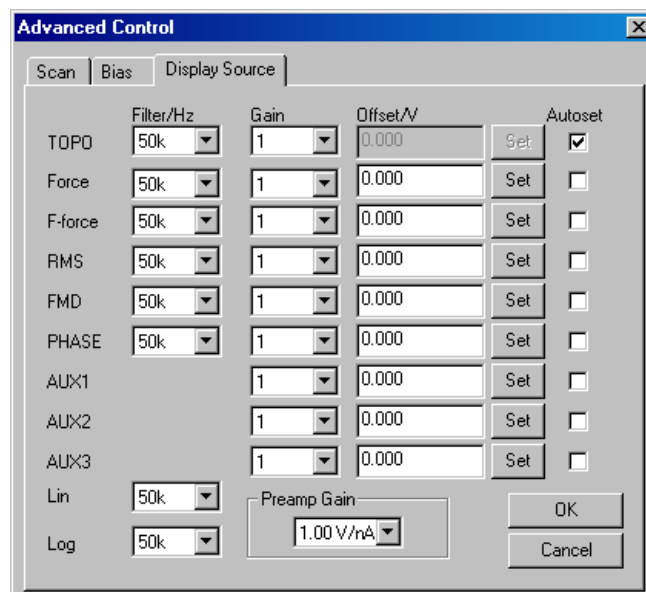 Advanced Control
Scan Bias Display Source
Filter/Hz Gain Offset/V Autoset
TOPO 50k 1 0.000 Set
Force 50k 1 0.000 Set
F-force 50k 1 0.000 Set
RMS 50k 1 0.000 Set
FMD 50k 1 0.000 Set
PHASE 50k 1 0.000 Set
AUX1 1 0.000 Set
AUX2 1 0.000 Set
AUX3 1 0.000 Set
Lin 50k Preamp Gain OK
Log 50k 1.00 V/nA Cancel